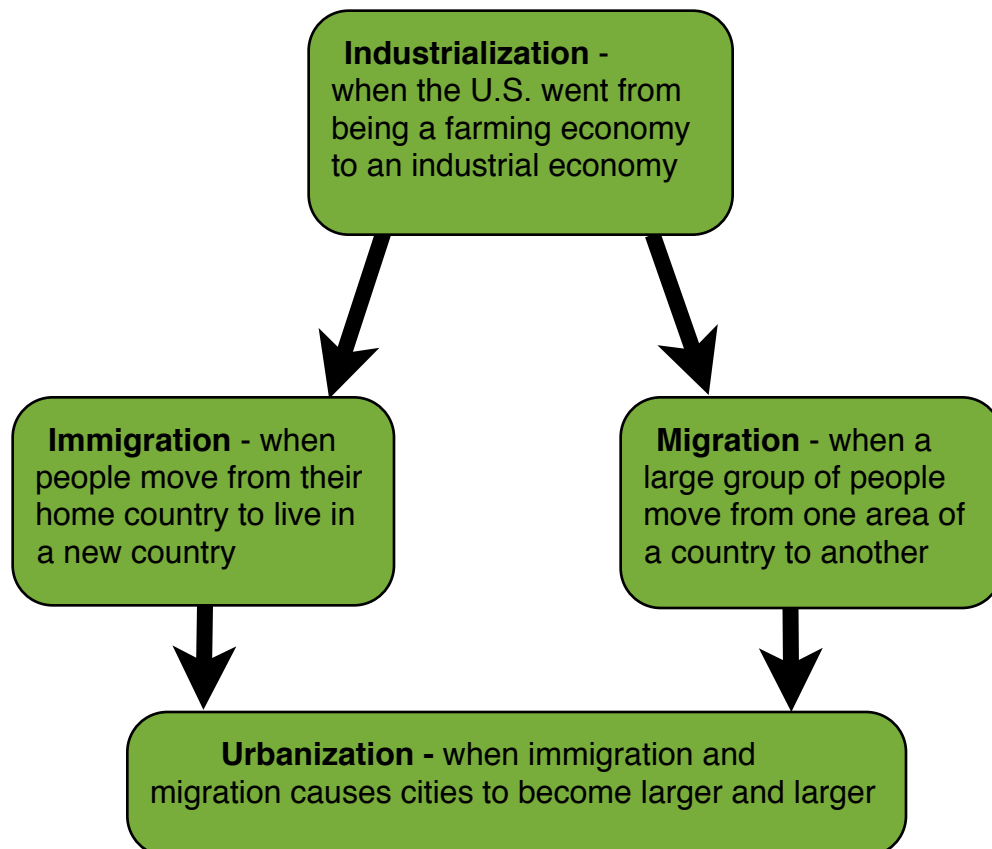 Industrialization -
when the U.S. went from
being a farming economy
to an industrial economy
Immigration - when
people move from their
home country to live in
a new country
Migration - when a
large group of people
move from one area of
a country to another
Urbanization - when immigration and
migration causes cities to become larger and larger